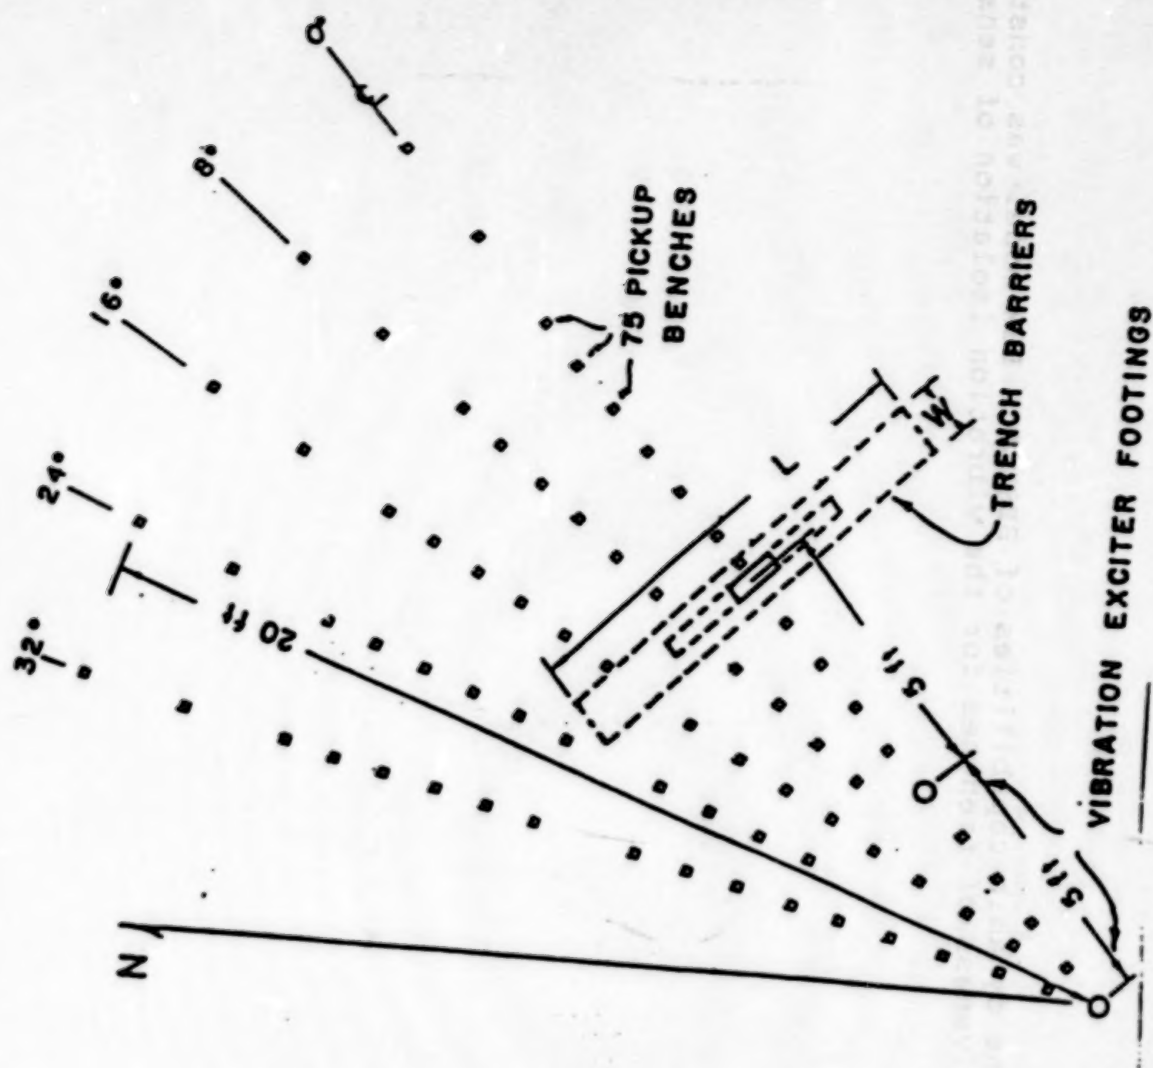 32°
24°
16°
8°
0°
20 ft
N
75 PICKUP
BENCHES
L
W
TRENCH BARRIERS
5 ft
5 ft
VIBRATION EXCITER FOOTINGS